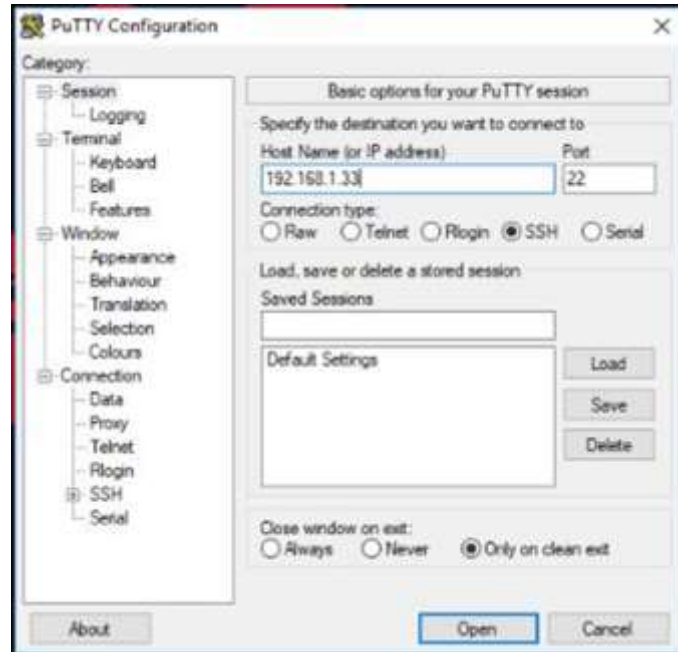 PuTTY Configuration
Category:
Session
Logging
Terminal
Keyboard
Bell
Features
Window
Appearance
Behaviour
Translation
Selection
Colours
Connection
Data
Proxy
Telnet
Rlogin
SSH
Serial
Basic options for your PuTTY session
Specify the destination you want to connect to
Host Name (or IP address) Port
192.168.1.33 22
Connection type:
Raw Telnet Rlogin SSH Serial
Load, save or delete a stored session
Saved Sessions
Default Settings
Load
Save
Delete
Close window on exit:
Always Never Only on clean exit
About Open Cancel